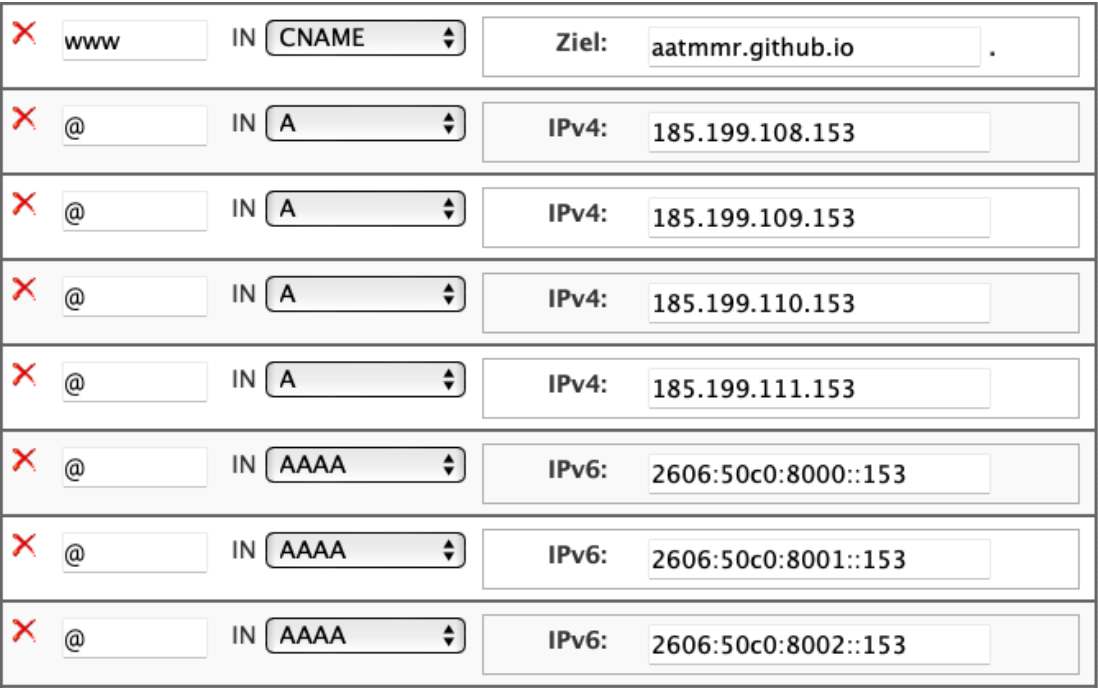 www IN CNAME Ziel: aatmmr.github.io .
@ IN A IPv4: 185.199.108.153
@ IN A IPv4: 185.199.109.153
@ IN A IPv4: 185.199.110.153
@ IN A IPv4: 185.199.111.153
@ IN AAAA IPv6: 2606:50c0:8000::153
@ IN AAAA IPv6: 2606:50c0:8001::153
@ IN AAAA IPv6: 2606:50c0:8002::153